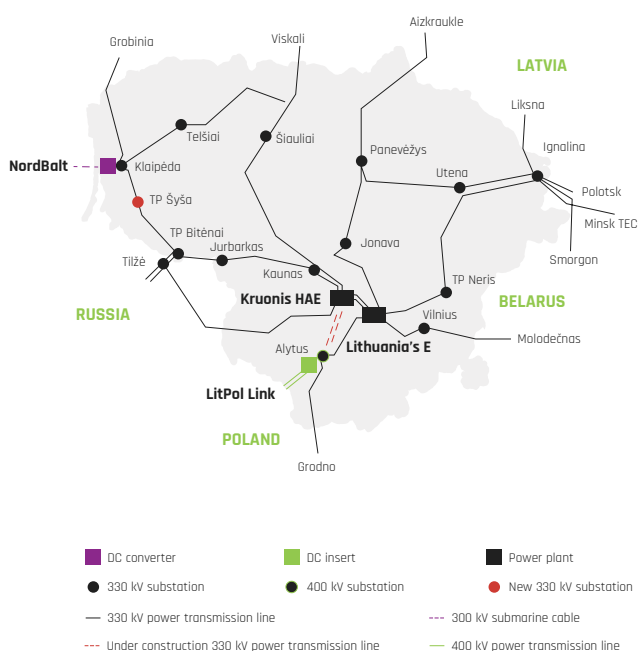 Aizkraukle
Grobinia
Viskali
LATVIA
Liksna
Telšiai
Šiauliai
Ignalina
Panevėžys
NordBalt
Klaipėda
Utena
Polotsk
TP Šyša
Minsk TEC
TP Bitėnai
Jurbarkas
Jonava
Tilžė
Smorgon
Kaunas
TP Neris
Kruonis HAE
BELARUS
RUSSIA
Vilnius
Molodečnas
Alytus
Lithuania's E
LitPol Link
POLAND
Grodno
DC converter
DC insert
Power plant
330 kV substation
400 kV substation
New 330 kV substation
330 kV power transmission line
300 kV submarine cable
Under construction 330 kV power transmission line
400 kV power transmission line